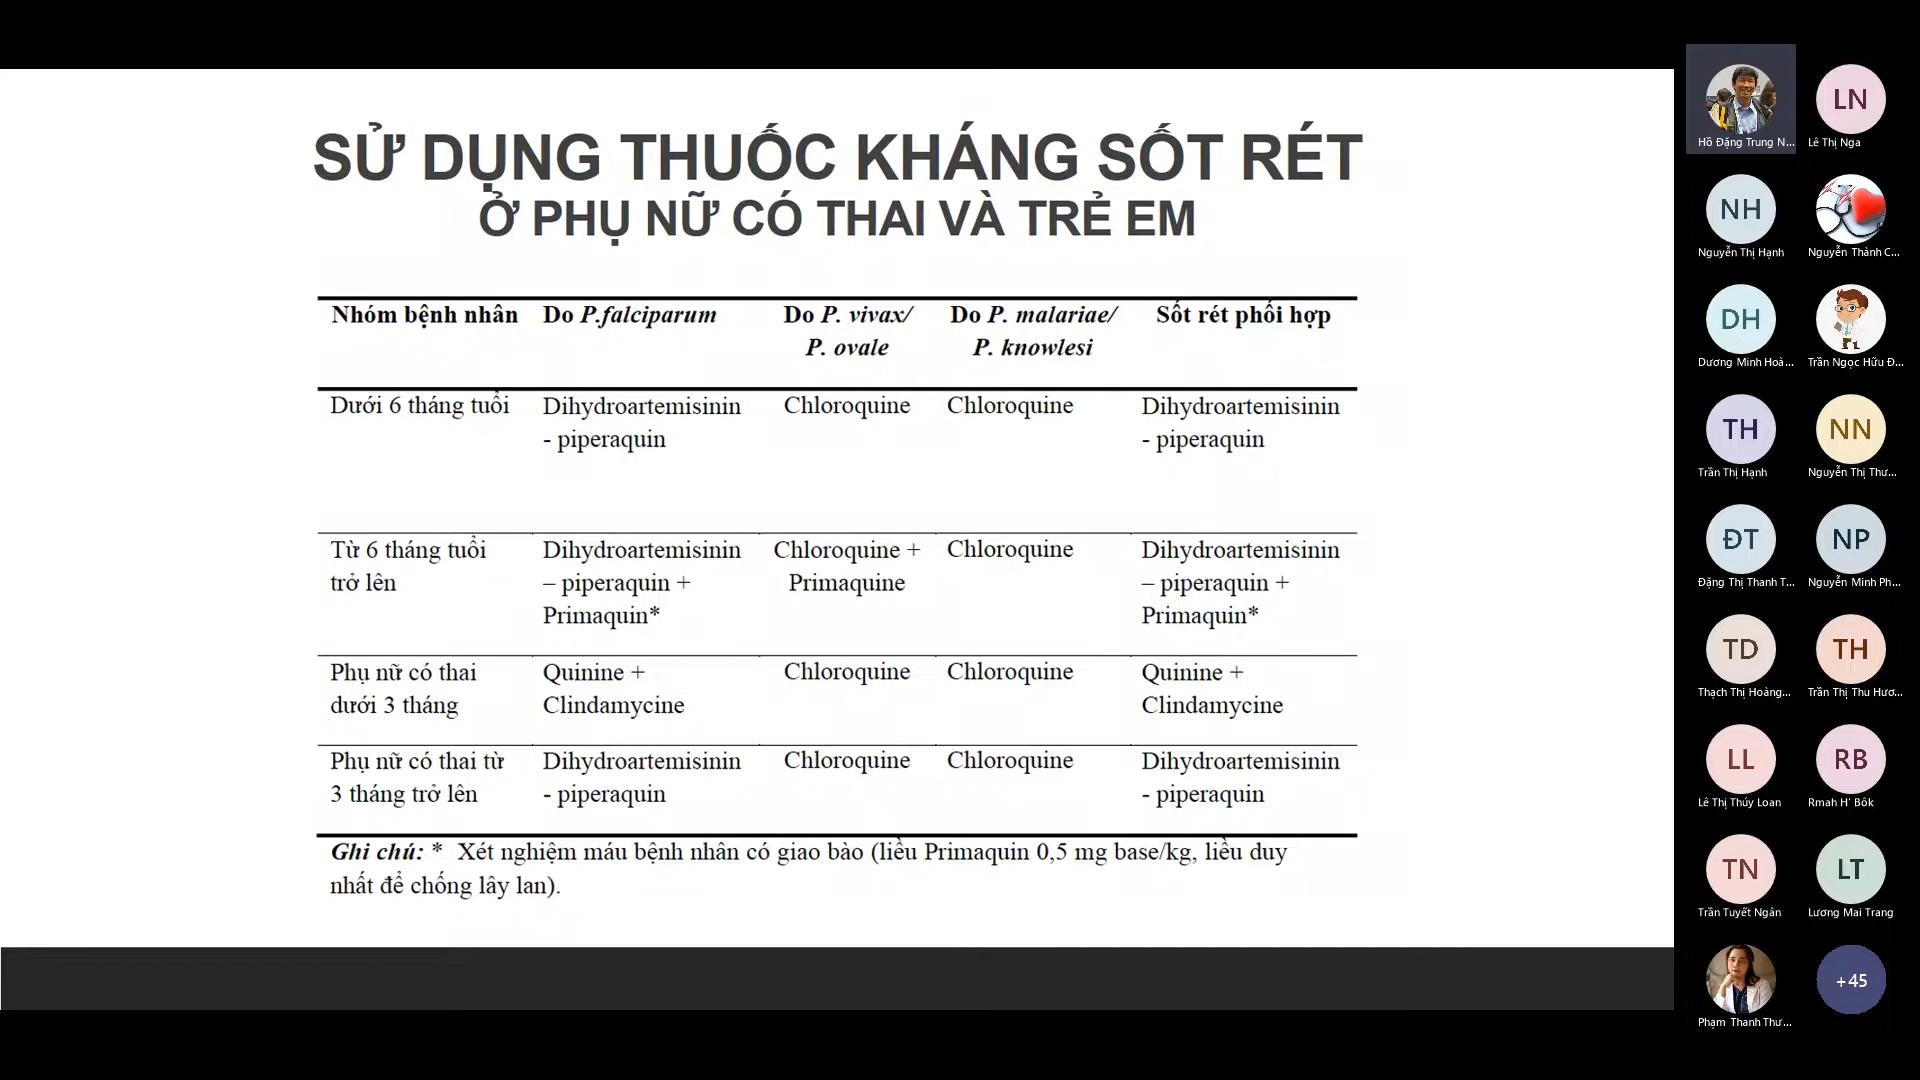 SỬ DỤNG THUỐC KHÁNG SỐT RÉT
Ở PHỤ NỮ CÓ THAI VÀ TRẺ EM
Nhóm bệnh nhân
Do P.falciparum
Do P. vivax/
P. ovale
Do P. malariae/
P. knowlesi
Sốt rét phối hợp
Dưới 6 tháng tuổi
Dihydroartemisinin
- piperaquin
Chloroquine
Chloroquine
Dihydroartemisinin
- piperaquin
Từ 6 tháng tuổi
trở lên
Dihydroartemisinin
– piperaquin +
Primaquin*
Chloroquine +
Primaquine
Chloroquine
Dihydroartemisinin
– piperaquin +
Primaquin*
Phụ nữ có thai
dưới 3 tháng
Quinine +
Clindamycine
Chloroquine
Chloroquine
Quinine +
Clindamycine
Phụ nữ có thai từ
3 tháng trở lên
Dihydroartemisinin
- piperaquin
Chloroquine
Chloroquine
Dihydroartemisinin
- piperaquin
Ghi chú: * Xét nghiệm máu bệnh nhân có giao bào (liều Primaquin 0,5 mg base/kg, liều duy
nhất để chống lây lan).
Hồ Đặng Trung N...
LN
Lê Thị Nga
NH
Nguyễn Thị Hạnh
Nguyễn Thành C...
DH
Dương Minh Hoà...
Trần Ngọc Hữu Đ...
TH
Trần Thị Hạnh
NN
Nguyễn Thị Thư...
ĐT
Đặng Thị Thanh T...
NP
Nguyễn Minh Ph...
TD
Thạch Thị Hoàng...
TH
Trần Thị Thu Hươ...
LL
Lê Thị Thúy Loan
RB
Rmah H' Bôk
TN
Trần Tuyết Ngân
LT
Lương Mai Trang
Phạm Thanh Thư...
+45